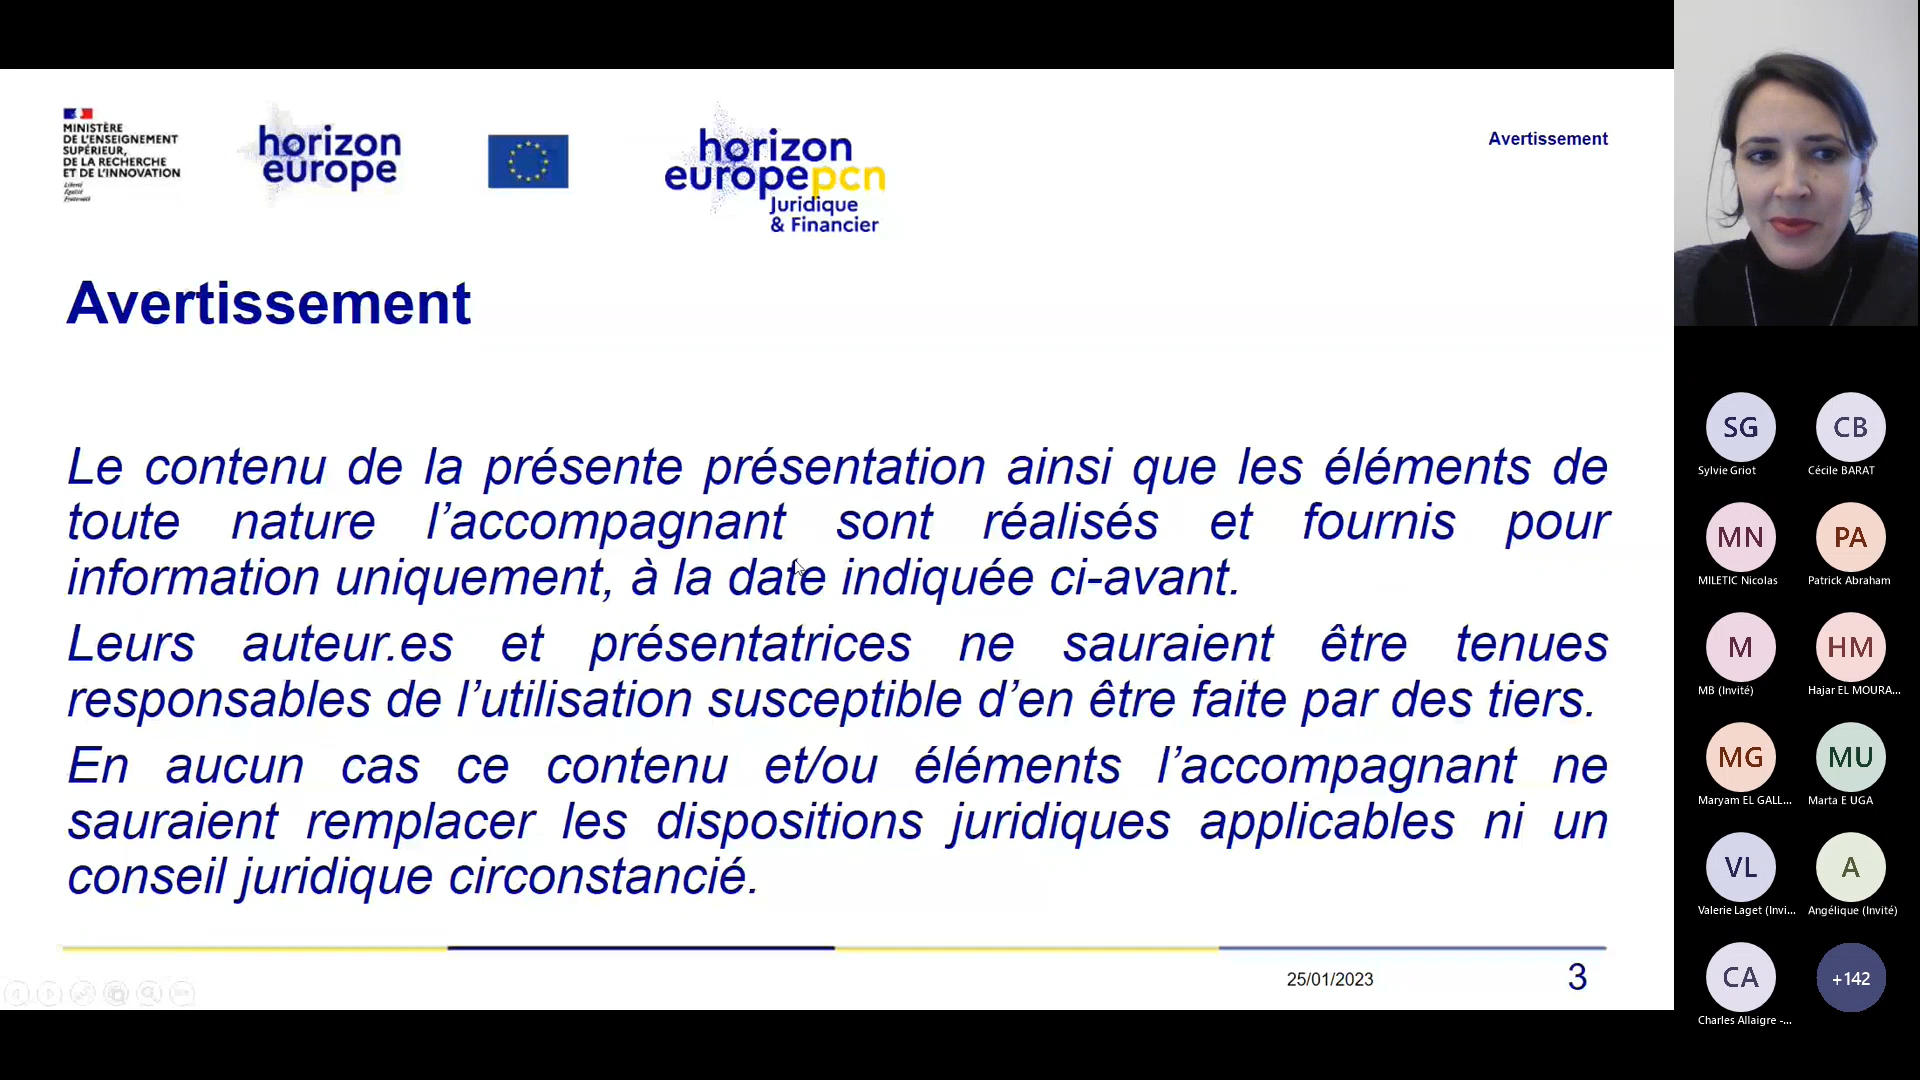 MINISTÈRE
DE L'ENSEIGNEMENT
SUPÉRIEUR,
DE LA RECHERCHE
ET DE L'INNOVATION
Liberté
Égalité
Fraternité
horizon
europe
horizon
europepcn
Juridique
& Financier
Avertissement
Avertissement
Le contenu de la présente présentation ainsi que les éléments de
toute nature l’accompagnant sont réalisés et fournis pour
information uniquement, à la date indiquée ci-avant.
Leurs auteur.es et présentatrices ne sauraient être tenues
responsables de l’utilisation susceptible d’en être faite par des tiers.
En aucun cas ce contenu et/ou éléments l’accompagnant ne
sauraient remplacer les dispositions juridiques applicables ni un
conseil juridique circonstancié.
25/01/2023
3
SG
Sylvie Griot
CB
Cécile BARAT
MN
MILETIC Nicolas
PA
Patrick Abraham
M
MB (Invité)
HM
Hajar EL MOURA...
MG
Maryam EL GALL...
MU
Marta E UGA
VL
Valerie Laget (Invi...
A
Angélique (Invité)
CA
Charles Allaigre -...
+142